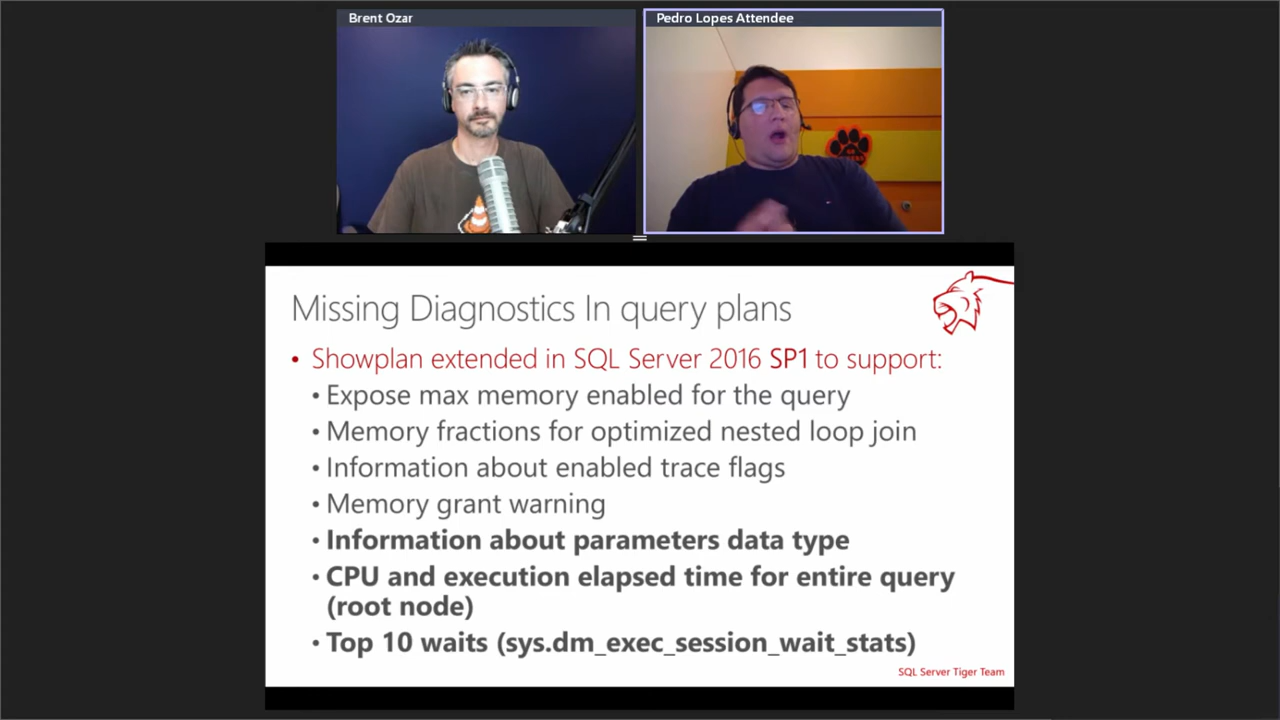 Brent Ozar
Pedro Lopes Attendee
Missing Diagnostics In query plans
• Showplan extended in SQL Server 2016 SP1 to support:
• Expose max memory enabled for the query
• Memory fractions for optimized nested loop join
• Information about enabled trace flags
• Memory grant warning
• Information about parameters data type
• CPU and execution elapsed time for entire query
(root node)
• Top 10 waits (sys.dm_exec_session_wait_stats)
SQL Server Tiger Team